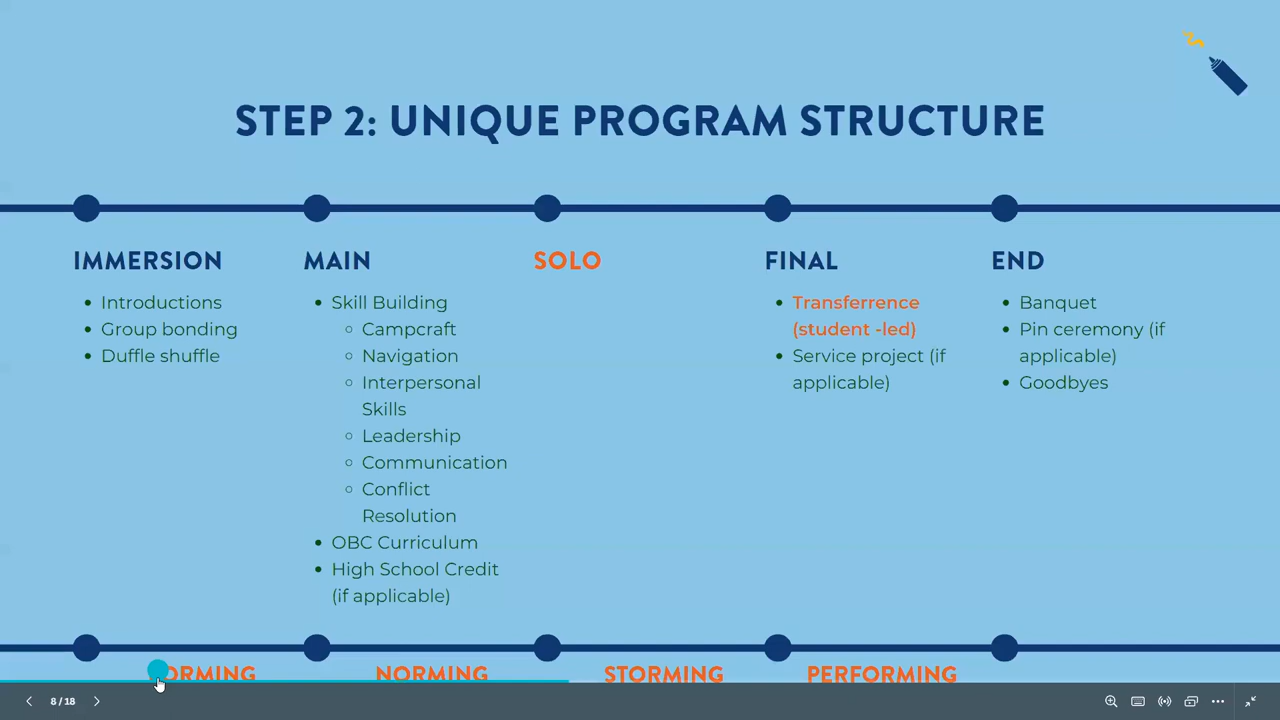 STEP 2: UNIQUE PROGRAM STRUCTURE
IMMERSION
Introductions
Group bonding
Duffle shuffle
MAIN
Skill Building
Campcraft
Navigation
Interpersonal
Skills
Leadership
Communication
Conflict
Resolution
OBC Curriculum
High School Credit
(if applicable)
SOLO
FINAL
Transferrence
(student -led)
Service project (if
applicable)
END
Banquet
Pin ceremony (if
applicable)
Goodbyes
ORMING
NORMING
STORMING
PERFORMING
8 / 18